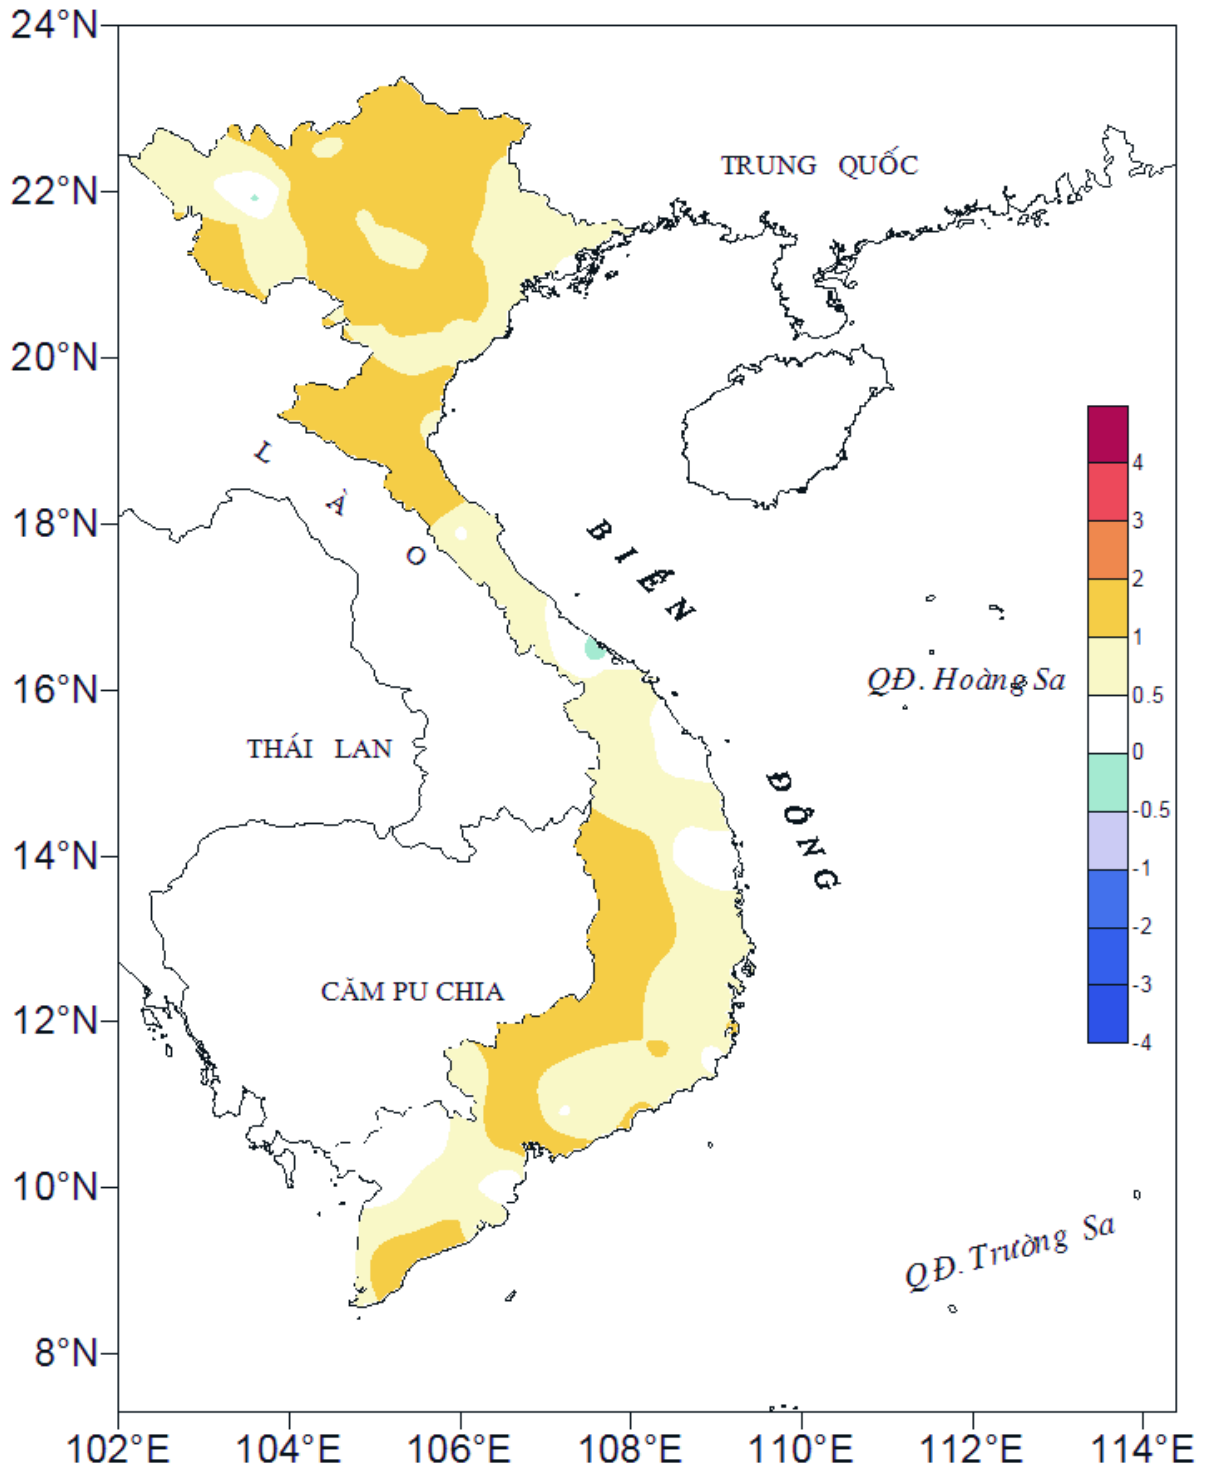 24°N
TRUNG QUỐC
22°N
20°N
4
L
À
O
3
18°N
BIỂN
2
1
16°N
QĐ. Hoàng Sa
0.5
THÁI LAN
0
ĐÔNG
-0.5
14°N
-1
-2
CĂM PU CHIA
-3
12°N
-4
10°N
QĐ. Trường Sa
8°N
102°E 104°E 106°E 108°E 110°E 112°E 114°E